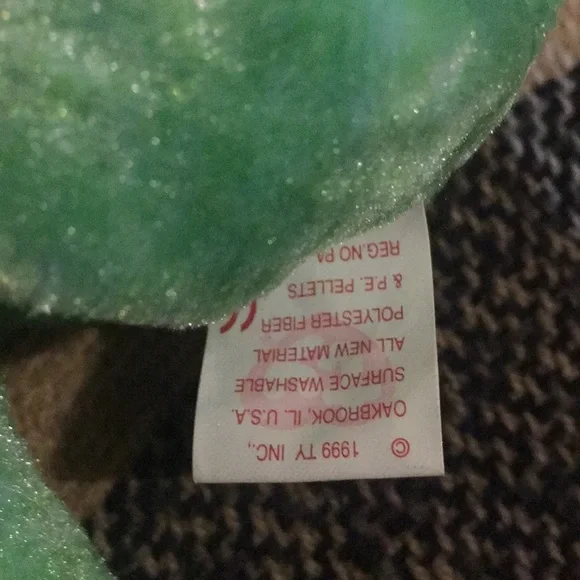 © 1999 TY INC.,
OAKBROOK, IL. U.S.A.
SURFACE WASHABLE
ALL NEW MATERIAL
POLYESTER FIBER
& P.E. PELLETS
REG.NO PA